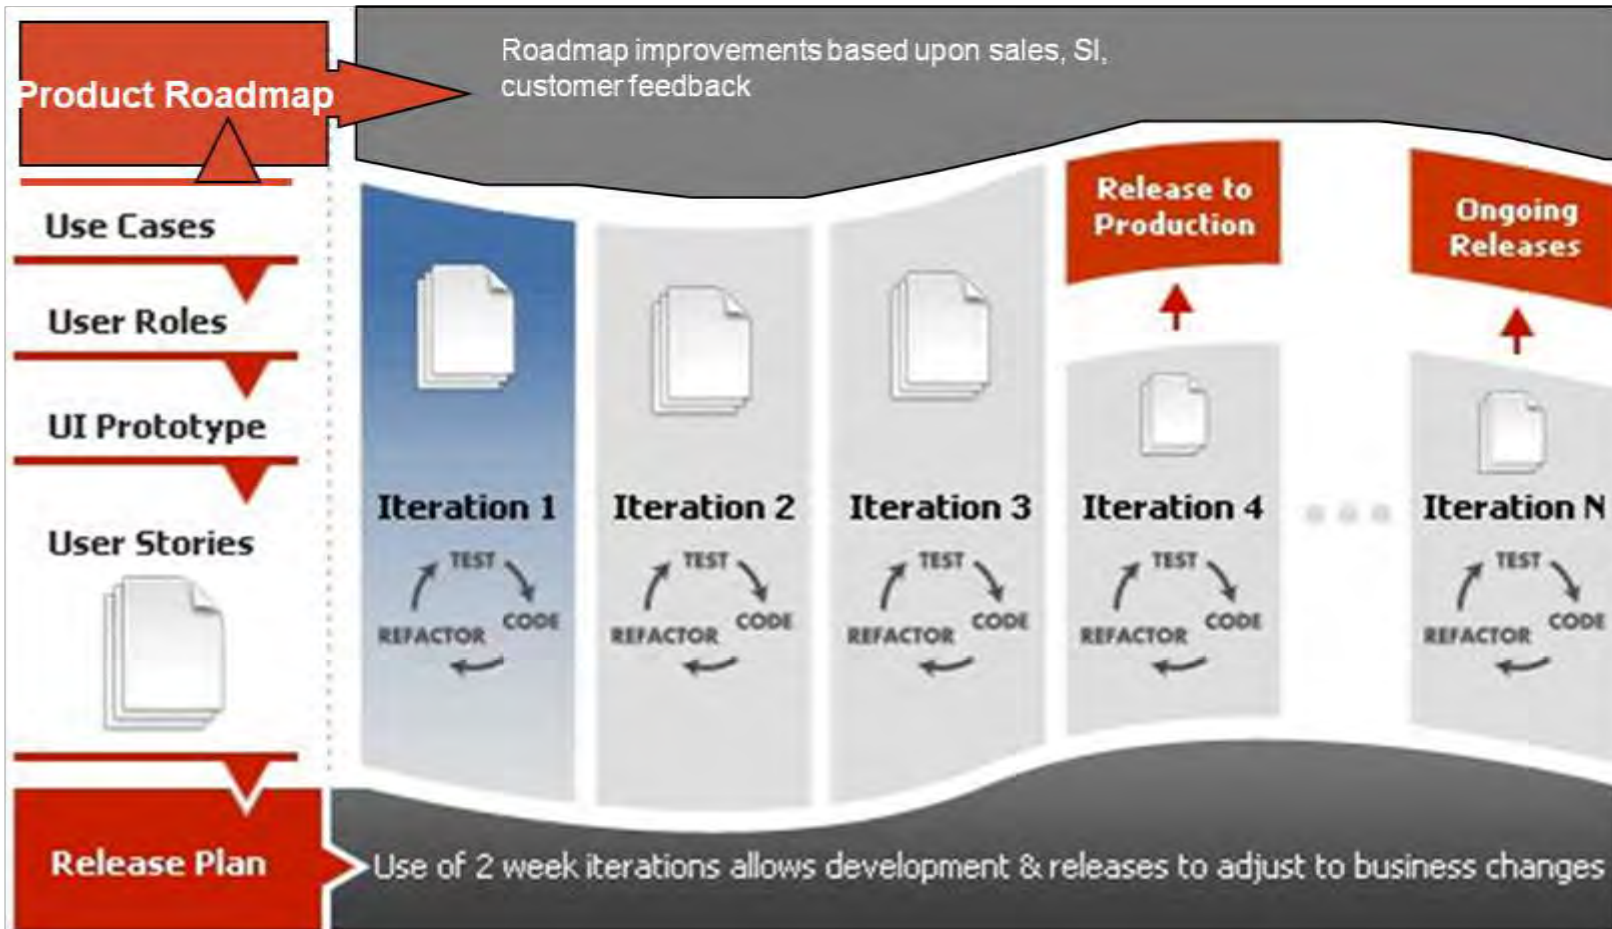 Product Roadmap
Roadmap improvements based upon sales, SI,
customer feedback
Use Cases
User Roles
UI Prototype
User Stories
Release Plan
Iteration 1
TEST
CODE
REFACTOR
Iteration 2
TEST
CODE
REFACTOR
Iteration 3
TEST
CODE
REFACTOR
Release to
Production
Iteration 4
TEST
CODE
REFACTOR
Ongoing
Releases
Iteration N
TEST
CODE
REFACTOR
Use of 2 week iterations allows development & releases to adjust to business changes